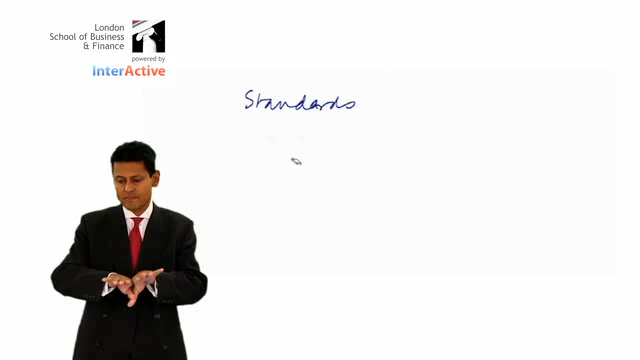 London
School of Business
& Finance
powered by
InterActive
Standards